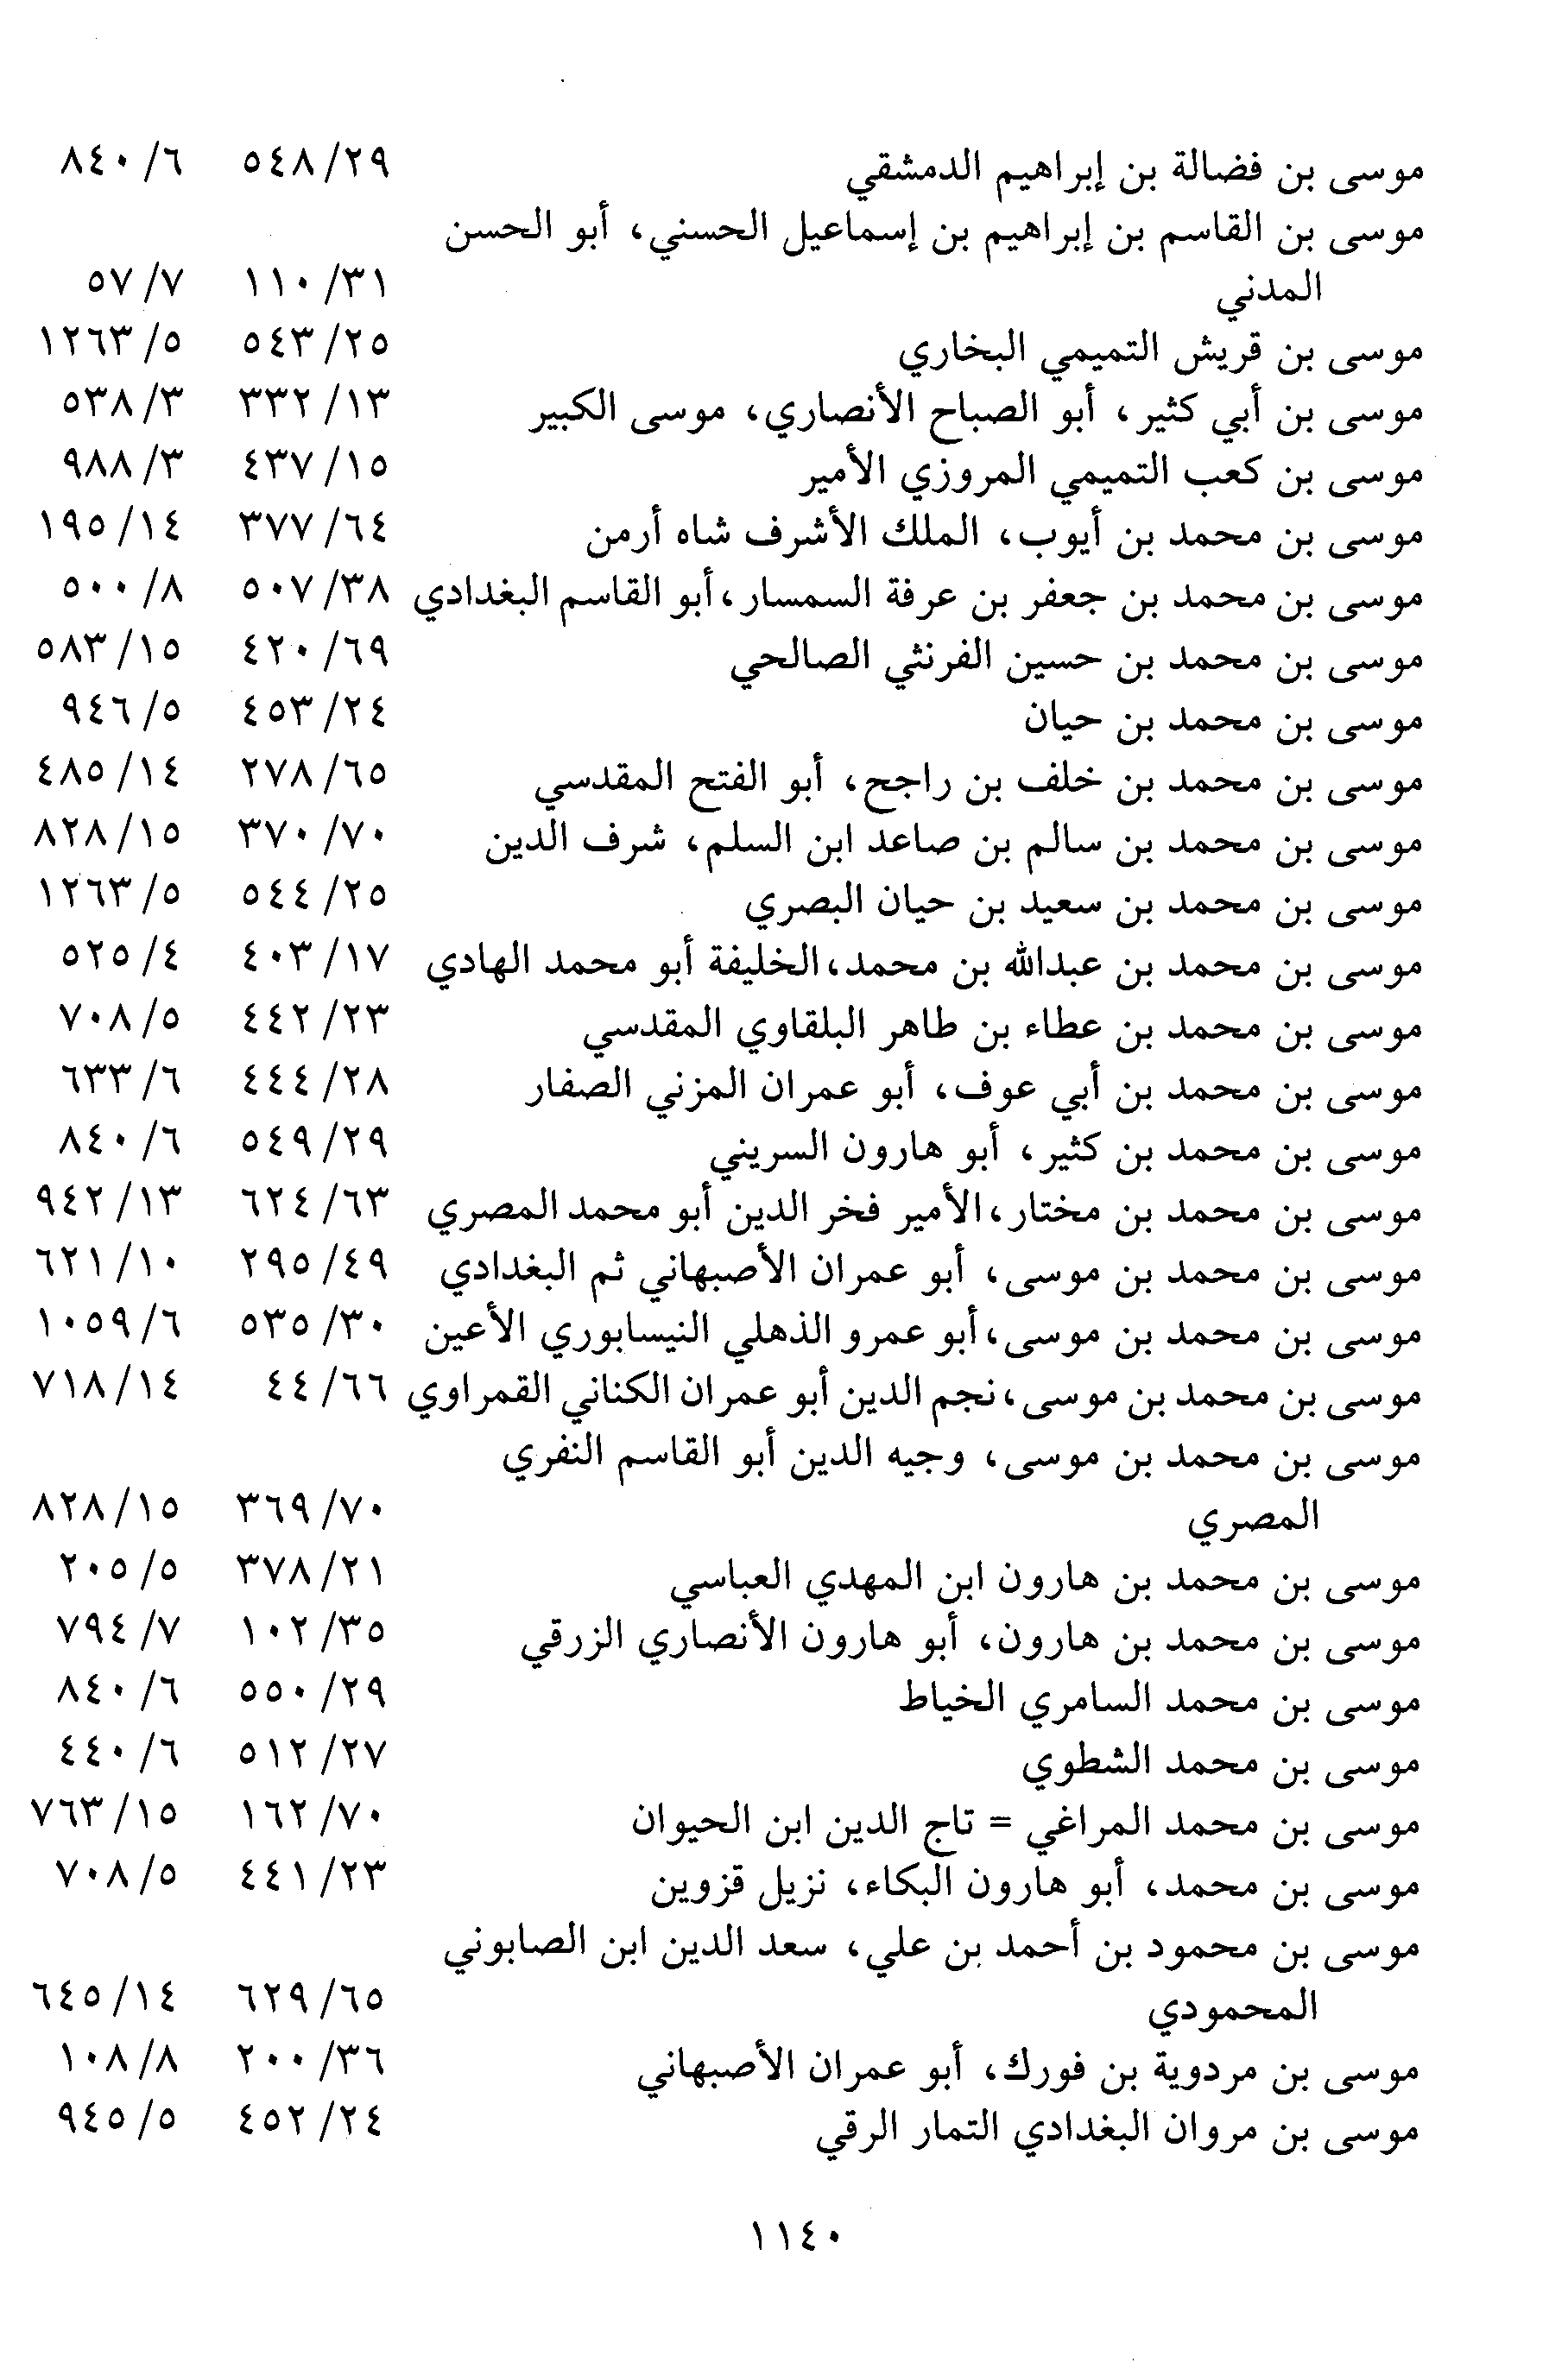 موسى بن فضالة بن إبراهيم الدمشقي ٥٤٨/٢٩ ٨٤٠/٦
موسى بن القاسم بن إبراهيم بن إسماعيل الحسني، أبو الحسن
المدني ١١٠/٣١ ٥٧/٧
موسى بن قريش التميمي البخاري ٥٤٣/٢٥ ١٢٦٣/٥
موسى بن أبي كثير، أبو الصباح الأنصاري، موسى الكبير ٣٣٢/١٣ ٥٣٨/٣
موسى بن كعب التميمي المروزي الأمير ٤٣٧/١٥ ٩٨٨/٣
موسى بن محمد بن أيوب، الملك الأشرف شاه أرمن ٣٧٧/٦٤ ١٩٥/١٤
موسى بن محمد بن جعفر بن عرفة السمسار، أبو القاسم البغدادي ٥٠٧/٣٨ ٥٠٠/٨
موسى بن محمد بن حسين الفرنثي الصالحي ٤٢٠/٦٩ ٥٨٣/١٥
موسى بن محمد بن حيان ٤٥٣/٢٤ ٩٤٦/٥
موسى بن محمد بن خلف بن راجح، أبو الفتح المقدسي ٢٧٨/٦٥ ٤٨٥/١٤
موسى بن محمد بن سالم بن صاعد ابن السلم، شرف الدين ٣٧٠/٧٠ ٨٢٨/١٥
موسى بن محمد بن سعيد بن حيان البصري ٥٤٤/٢٥ ١٢٦٣/٥
موسى بن محمد بن عبدالله بن محمد، الخليفة أبو محمد الهادي ٤٠٣/١٧ ٥٢٥/٤
موسى بن محمد بن عطاء بن طاهر البلقاوي المقدسي ٤٤٢/٢٣ ٧٠٨/٥
موسى بن محمد بن أبي عوف، أبو عمران المزني الصفار ٤٤٤/٢٨ ٦٣٣/٦
موسى بن محمد بن كثير، أبو هارون السريني ٥٤٩/٢٩ ٨٤٠/٦
موسى بن محمد بن مختار، الأمير فخر الدين أبو محمد المصري ٦٢٤/٦٣ ٩٤٢/١٣
موسى بن محمد بن موسى، أبو عمران الأصبهاني ثم البغدادي ٢٩٥/٤٩ ٦٢١/١٠
موسى بن محمد بن موسى، أبو عمرو الذهلي النيسابوري الأعين ٥٣٥/٣٠ ١٠٥٩/٦
موسى بن محمد بن موسى، نجم الدين أبو عمران الكناني القمراوي ٤٤/٦٦ ٧١٨/١٤
موسى بن محمد بن موسى، وجيه الدين أبو القاسم النفري
المصري ٣٦٩/٧٠ ٨٢٨/١٥
موسى بن محمد بن هارون ابن المهدي العباسي ٣٧٨/٢١ ٢٠٥/٥
موسى بن محمد بن هارون، أبو هارون الأنصاري الزرقي ١٠٢/٣٥ ٧٩٤/٧
موسى بن محمد السامري الخياط ٥٥٠/٢٩ ٨٤٠/٦
موسى بن محمد الشطوي ٥١٢/٢٧ ٤٤٠/٦
موسى بن محمد المراغي = تاج الدين ابن الحيوان ١٦٢/٧٠ ٧٦٣/١٥
موسى بن محمد، أبو هارون البكاء، نزيل قزوين ٤٤١/٢٣ ٧٠٨/٥
موسى بن محمود بن أحمد بن علي، سعد الدين ابن الصابوني
المحمودي ٦٢٩/٦٥ ٦٤٥/١٤
موسى بن مردوية بن فورك، أبو عمران الأصبهاني ٢٠٠/٣٦ ١٠٨/٨
موسى بن مروان البغدادي التمار الرقي ٤٥٢/٢٤ ٩٤٥/٥
١١٤٠